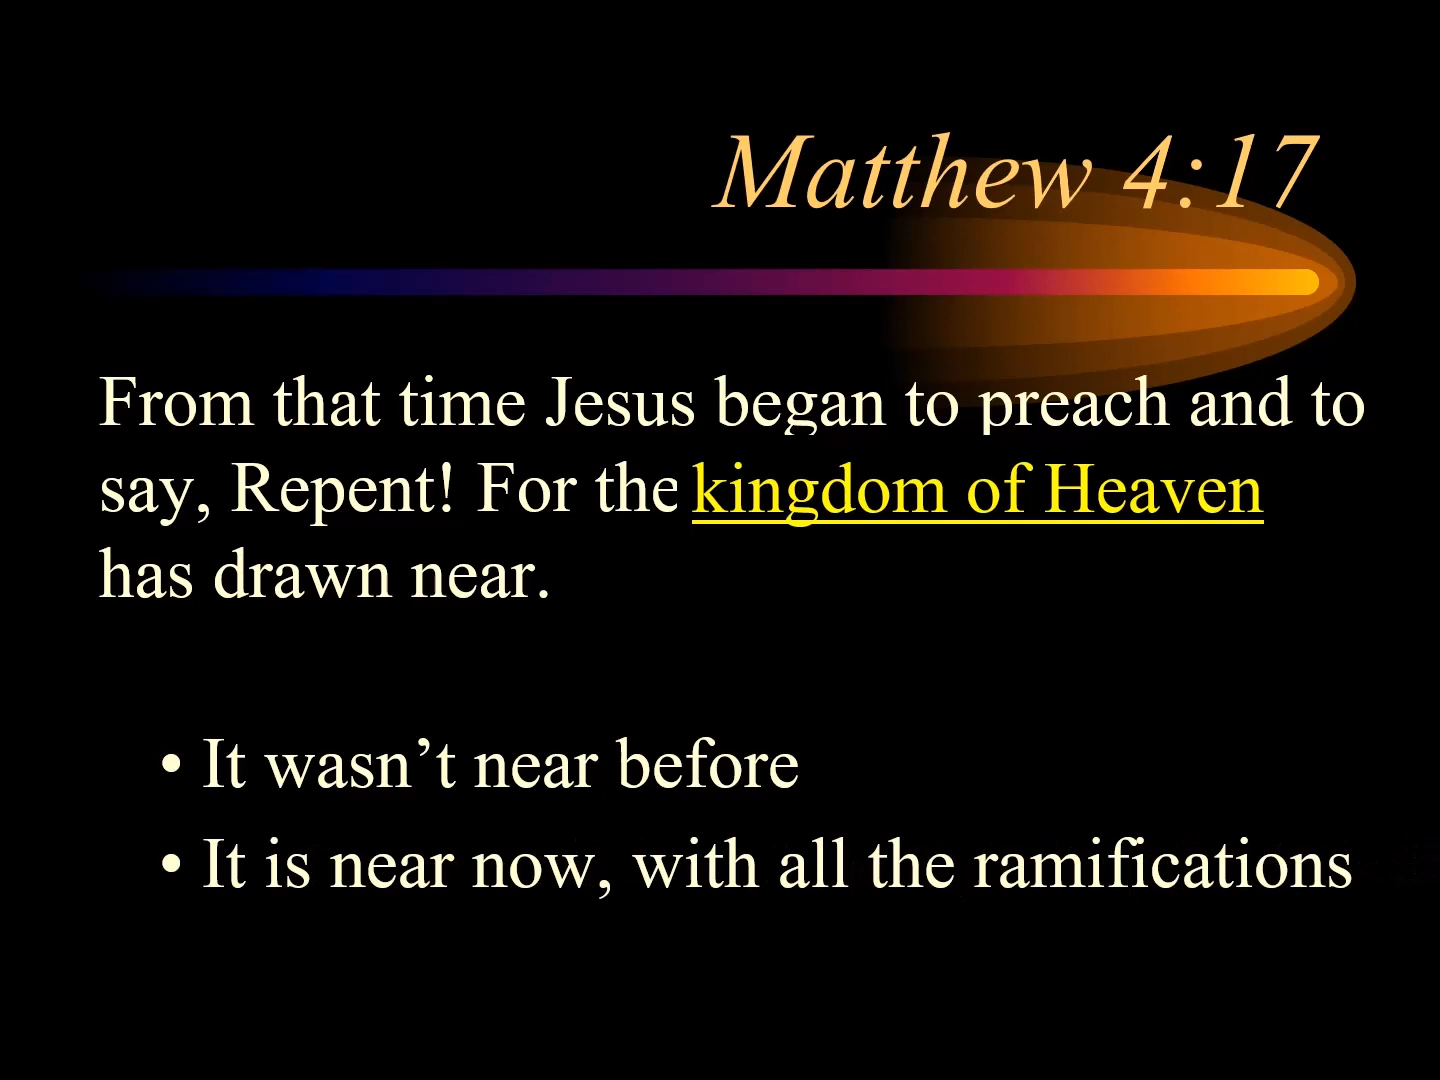 Matthew 4:17
From that time Jesus began to preach and to
say, Repent! For the kingdom of Heaven
has drawn near.
• It wasn’t near before
• It is near now, with all the ramifications